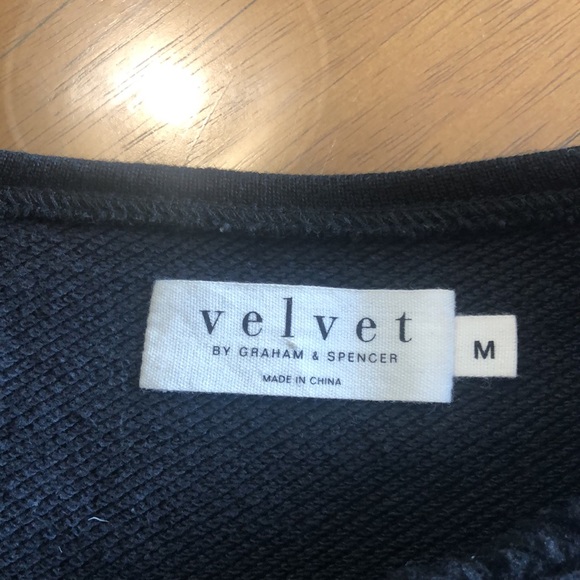 velvet
BY GRAHAM & SPENCER
MADE IN CHINA
M